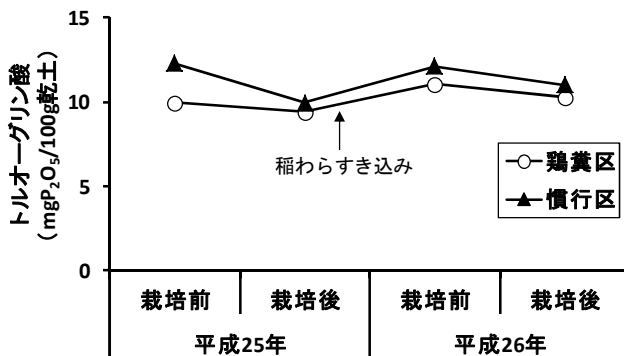 トルオーグリン酸
（mgP₂O₅/100g乾土）
15
10
5
0
稲わらすき込み
鶏糞区
慣行区
栽培前 栽培後 栽培前 栽培後
平成25年 平成26年